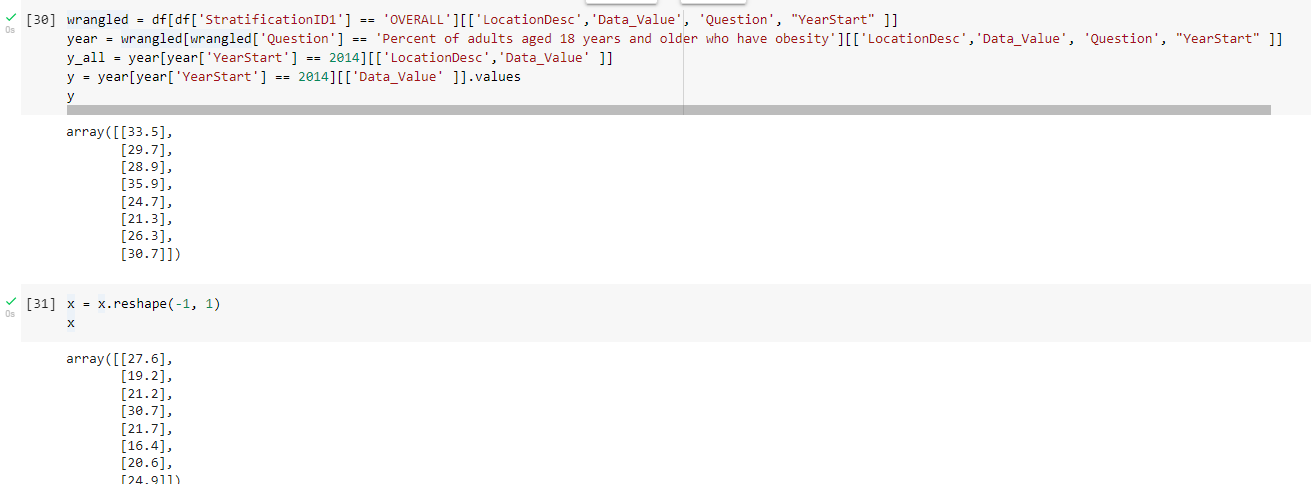 [30] wrangled = df[df['StratificationID1'] == 'OVERALL'][['LocationDesc','Data_Value', 'Question', "YearStart" ]]
0s
year = wrangled[wrangled['Question'] == 'Percent of adults aged 18 years and older who have obesity'][['LocationDesc','Data_Value', 'Question', "YearStart" ]]
y_all = year[year['YearStart'] == 2014][['LocationDesc','Data_Value' ]]
y = year[year['YearStart'] == 2014][['Data_Value' ]].values
y
array([[33.5],
[29.7],
[28.9],
[35.9],
[24.7],
[21.3],
[26.3],
[30.7]])
[31] x = x.reshape(-1, 1)
0s
x
array([[27.6],
[19.2],
[21.2],
[30.7],
[21.7],
[16.4],
[20.6],
[24.9]])